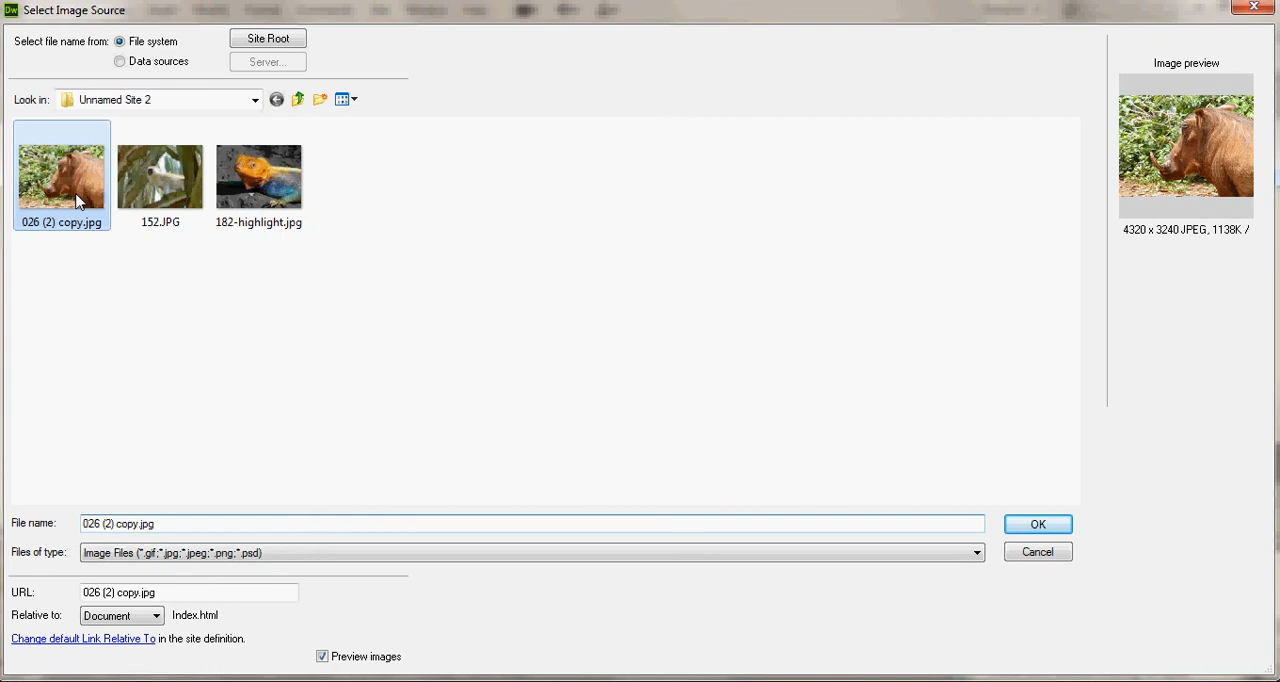 Dw Select Image Source
Select file name from: File system Site Root
Data sources Server...
Look in: Unnamed Site 2
Image preview
026 (2) copy.jpg 152.JPG 182-highlight.jpg
4320 x 3240 JPEG, 1138K /
File name: 026 (2) copy.jpg OK
Files of type: Image Files (*.gif;*.jpg;*.jpeg;*.png;*.psd) Cancel
URL: 026 (2) copy.jpg
Relative to: Document Index.html
Change default Link Relative To in the site definition.
Preview images